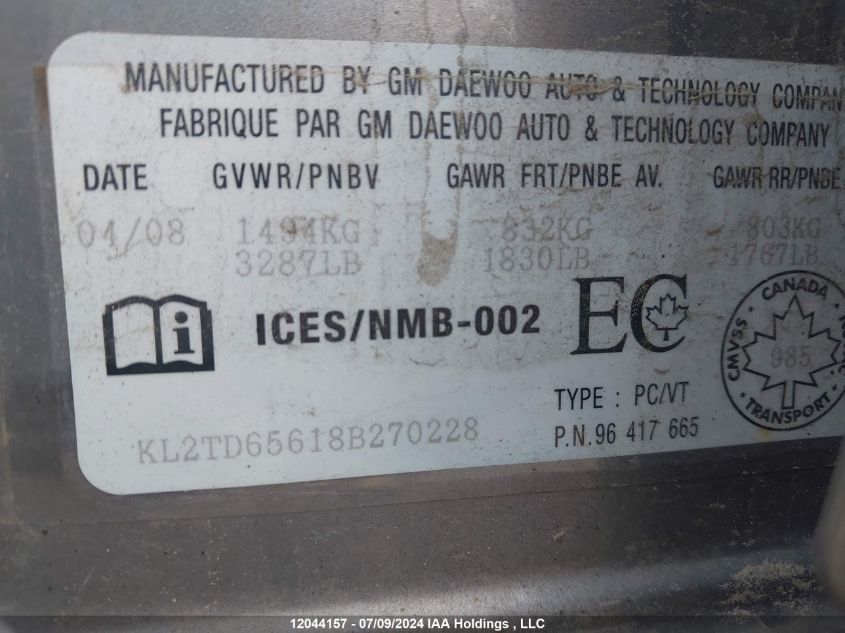 MANUFACTURED BY GM DAEWOO AUTO & TECHNOLOGY COMPAN
FABRIQUE PAR GM DAEWOO AUTO & TECHNOLOGY COMPANY
DATE GVWR/PNBV GAWR FRT/PNBE AV. GAWR RR/PNBE
04/08 1494KG 832KG 803KG
3287LB 1830LB 1767LB
i ICES/NMB-002 EC
CANADA
CMVSS
985
TRANSPORT
TYPE : PC/VT
KL2TD65618B270228 P.N. 96 417 665
12044157 - 07/09/2024 IAA Holdings , LLC